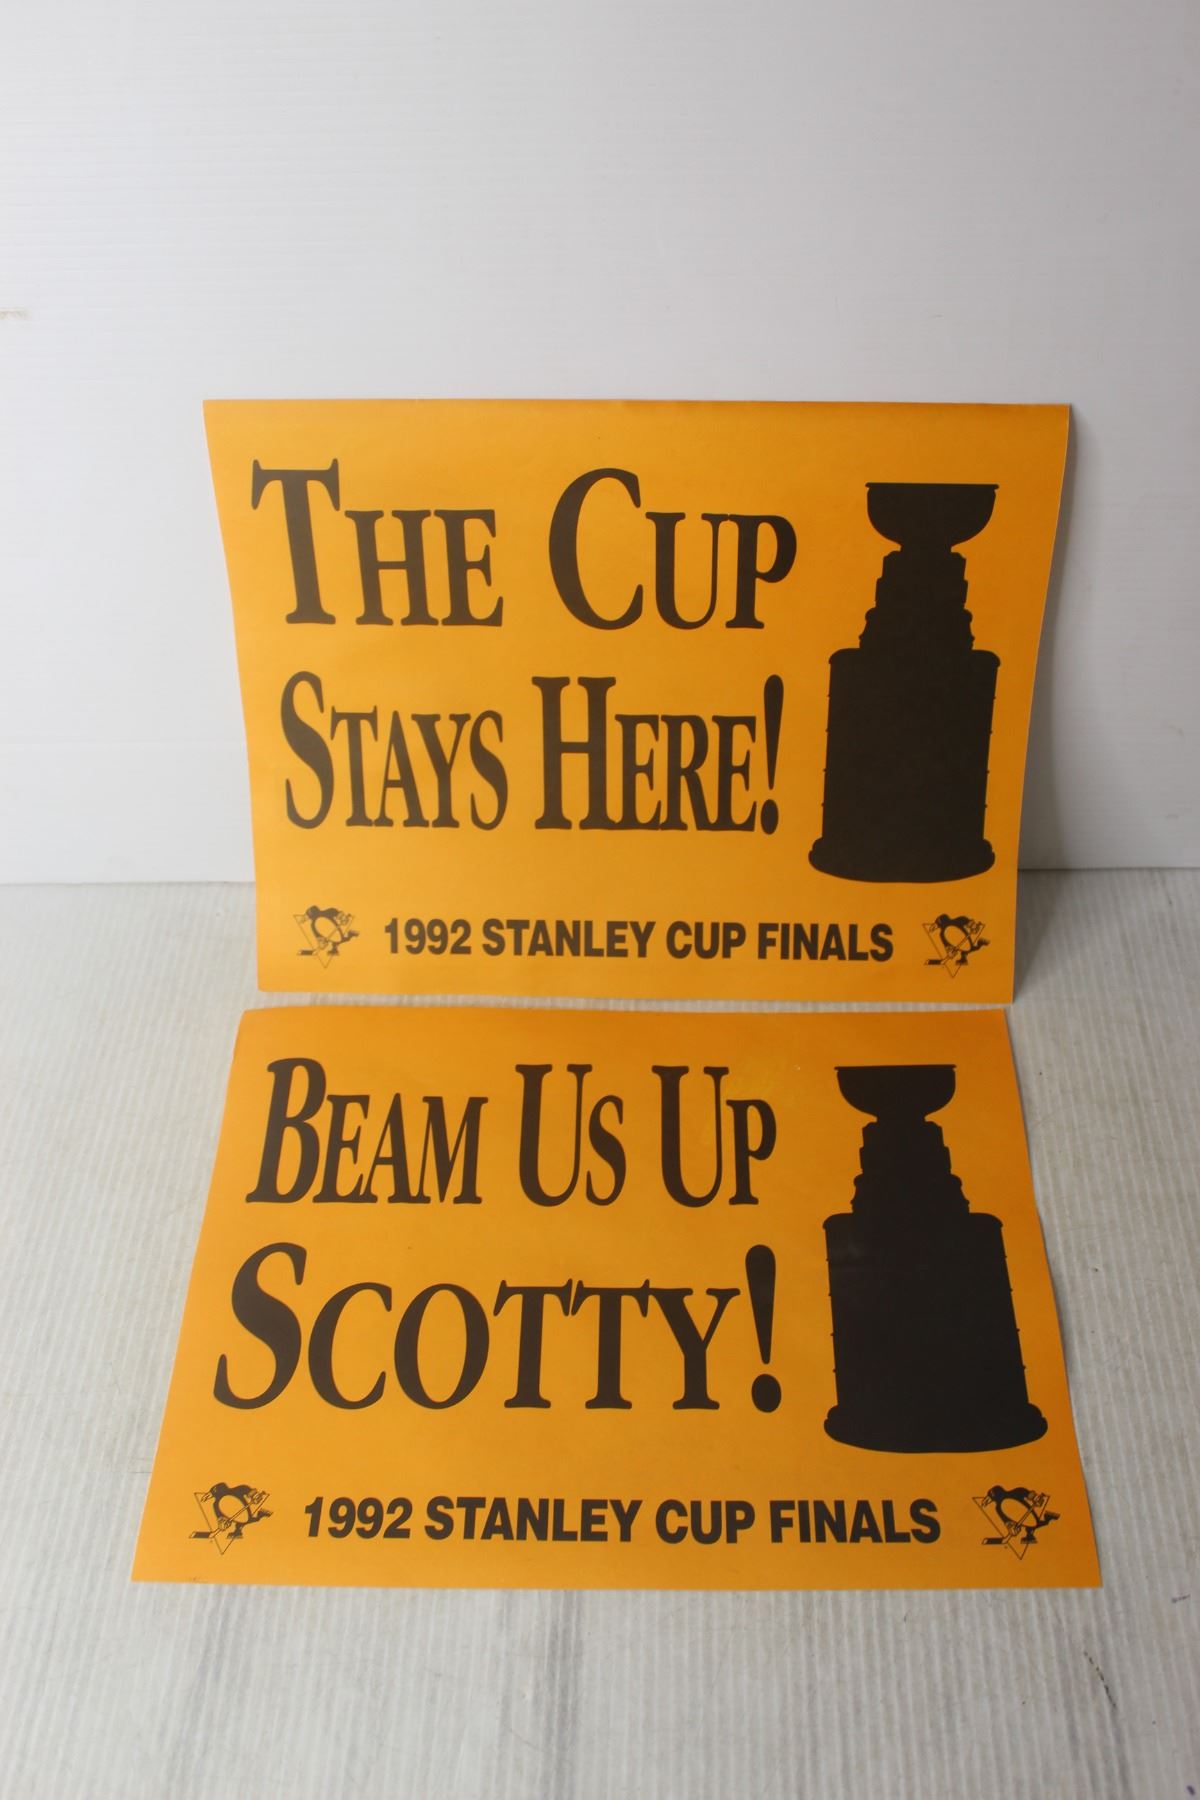 THE CUP
STAYS HERE!
1992 STANLEY CUP FINALS
BEAM US UP
SCOTTY!
1992 STANLEY CUP FINALS